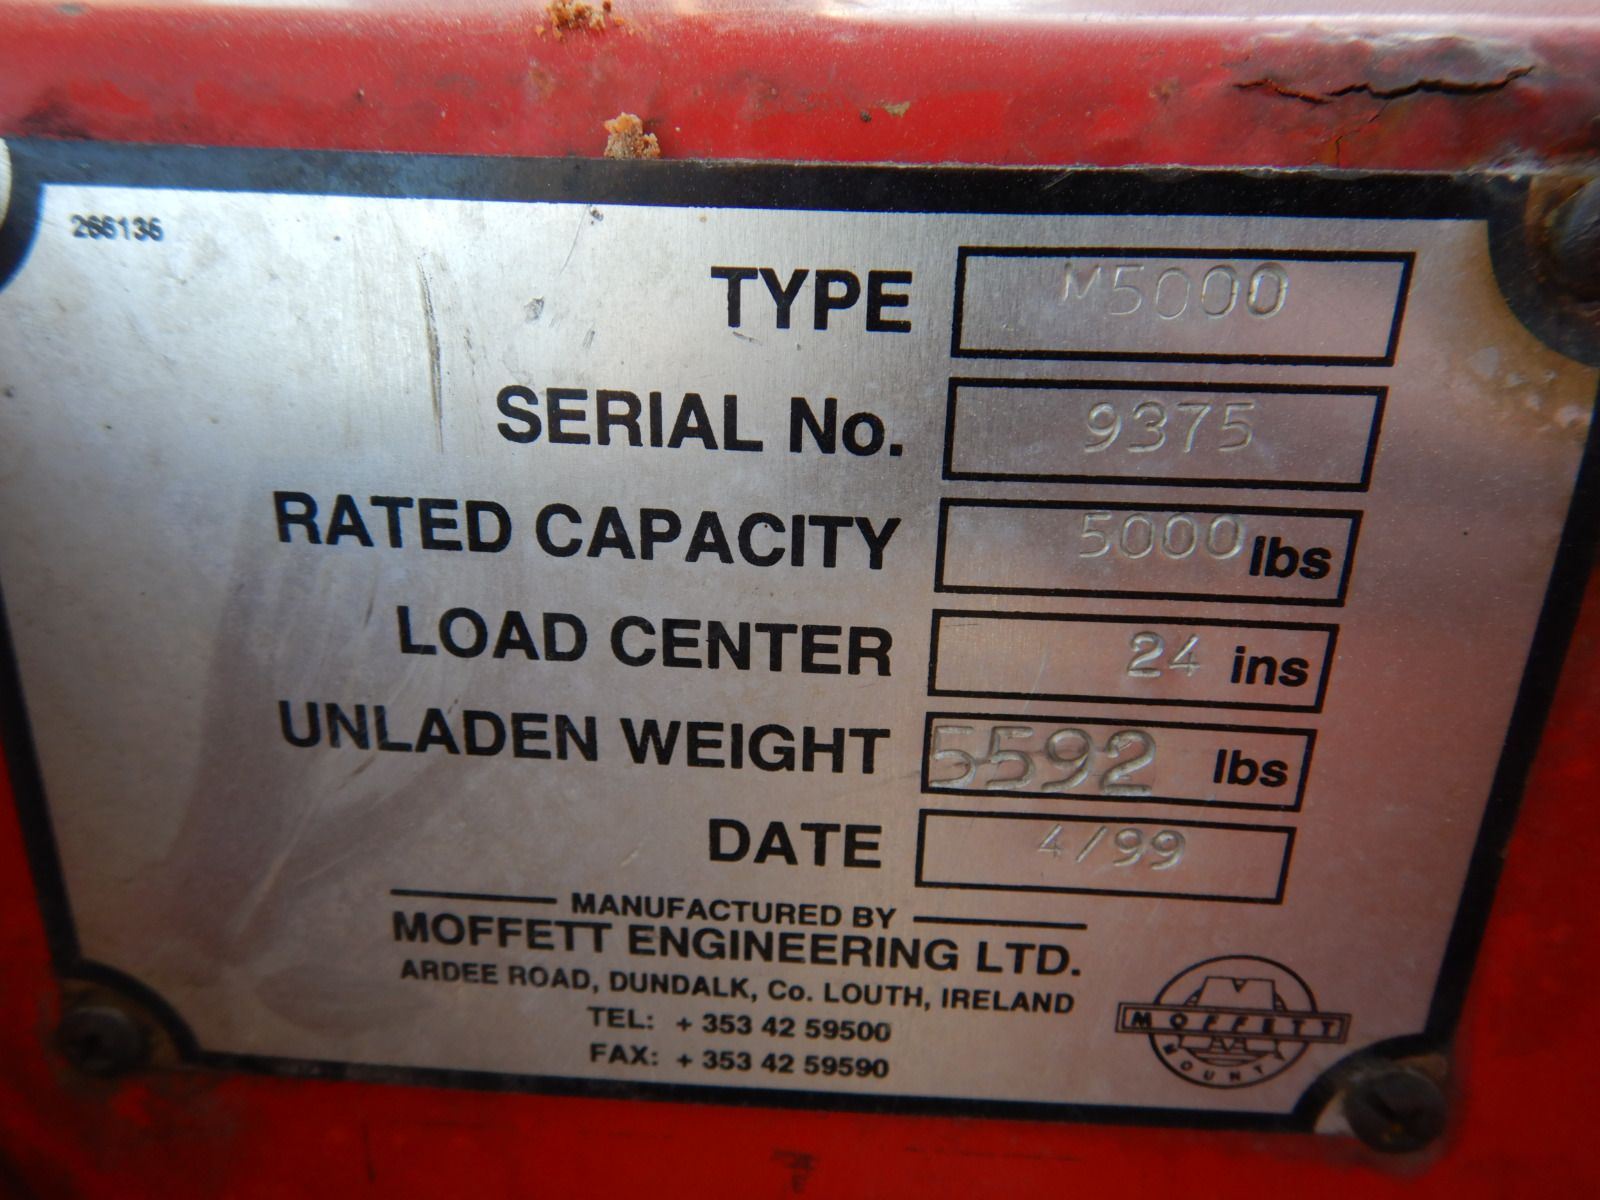 266136
TYPE M5000
SERIAL No. 9375
RATED CAPACITY 5000 lbs
LOAD CENTER 24 ins
UNLADEN WEIGHT 5592 lbs
DATE 4/99
MANUFACTURED BY
MOFFETT ENGINEERING LTD.
ARDEE ROAD, DUNDALK, Co. LOUTH, IRELAND
TEL: + 353 42 59500
FAX: + 353 42 59590
MOFFETT
MOUNTY